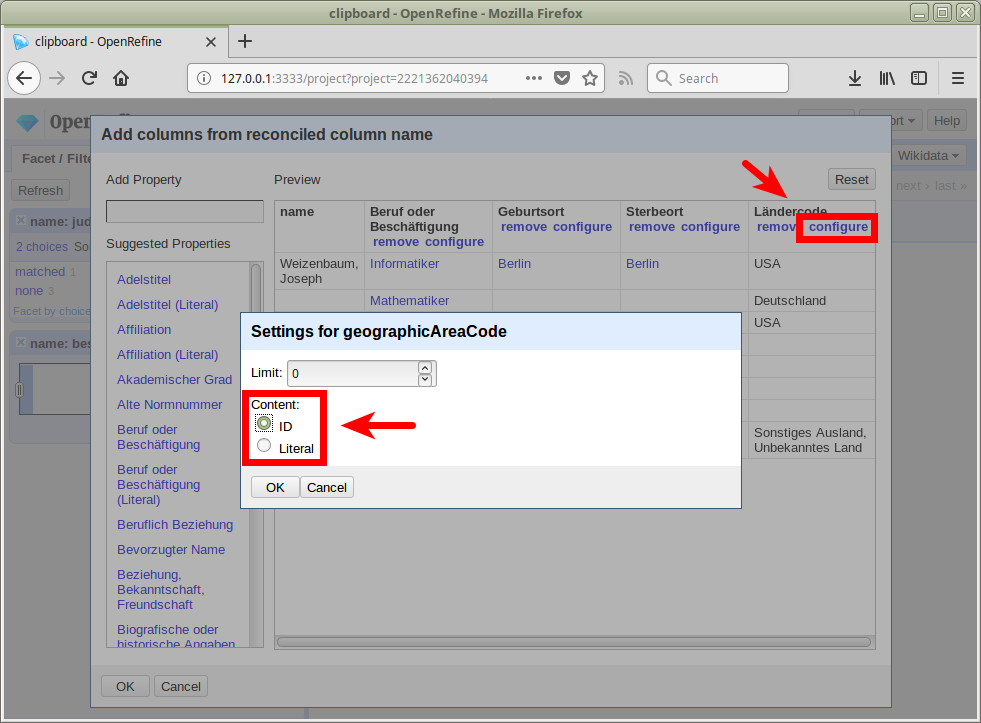 clipboard - OpenRefine - Mozilla Firefox
clipboard - OpenRefine
127.0.0.1:3333/project?project=2221362040394
Search
Help
Facet / Filte
Wikidata
Refresh
next › last »
name: jud
2 choices So
matched 1
none 3
Facet by choice
name: bes
Add columns from reconciled column name
Add Property
Preview
Reset
Suggested Properties
Adelstitel
Adelstitel (Literal)
Affiliation
Affiliation (Literal)
Akademischer Grad
Alte Normnummer
Beruf oder
Beschäftigung
Beruf oder
Beschäftigung
(Literal)
Beruflich Beziehung
Bevorzugter Name
Beziehung,
Bekanntschaft,
Freundschaft
Biografische oder
historische Angaben
name
Beruf oder
Beschäftigung
remove configure
Geburtsort
remove configure
Sterbeort
remove configure
Ländercode
remov configure
Weizenbaum,
Joseph
Informatiker
Berlin
Berlin
USA
Mathematiker
Deutschland
USA
Sonstiges Ausland,
Unbekanntes Land
Settings for geographicAreaCode
Limit: 0
Content:
ID
Literal
OK Cancel
OK Cancel